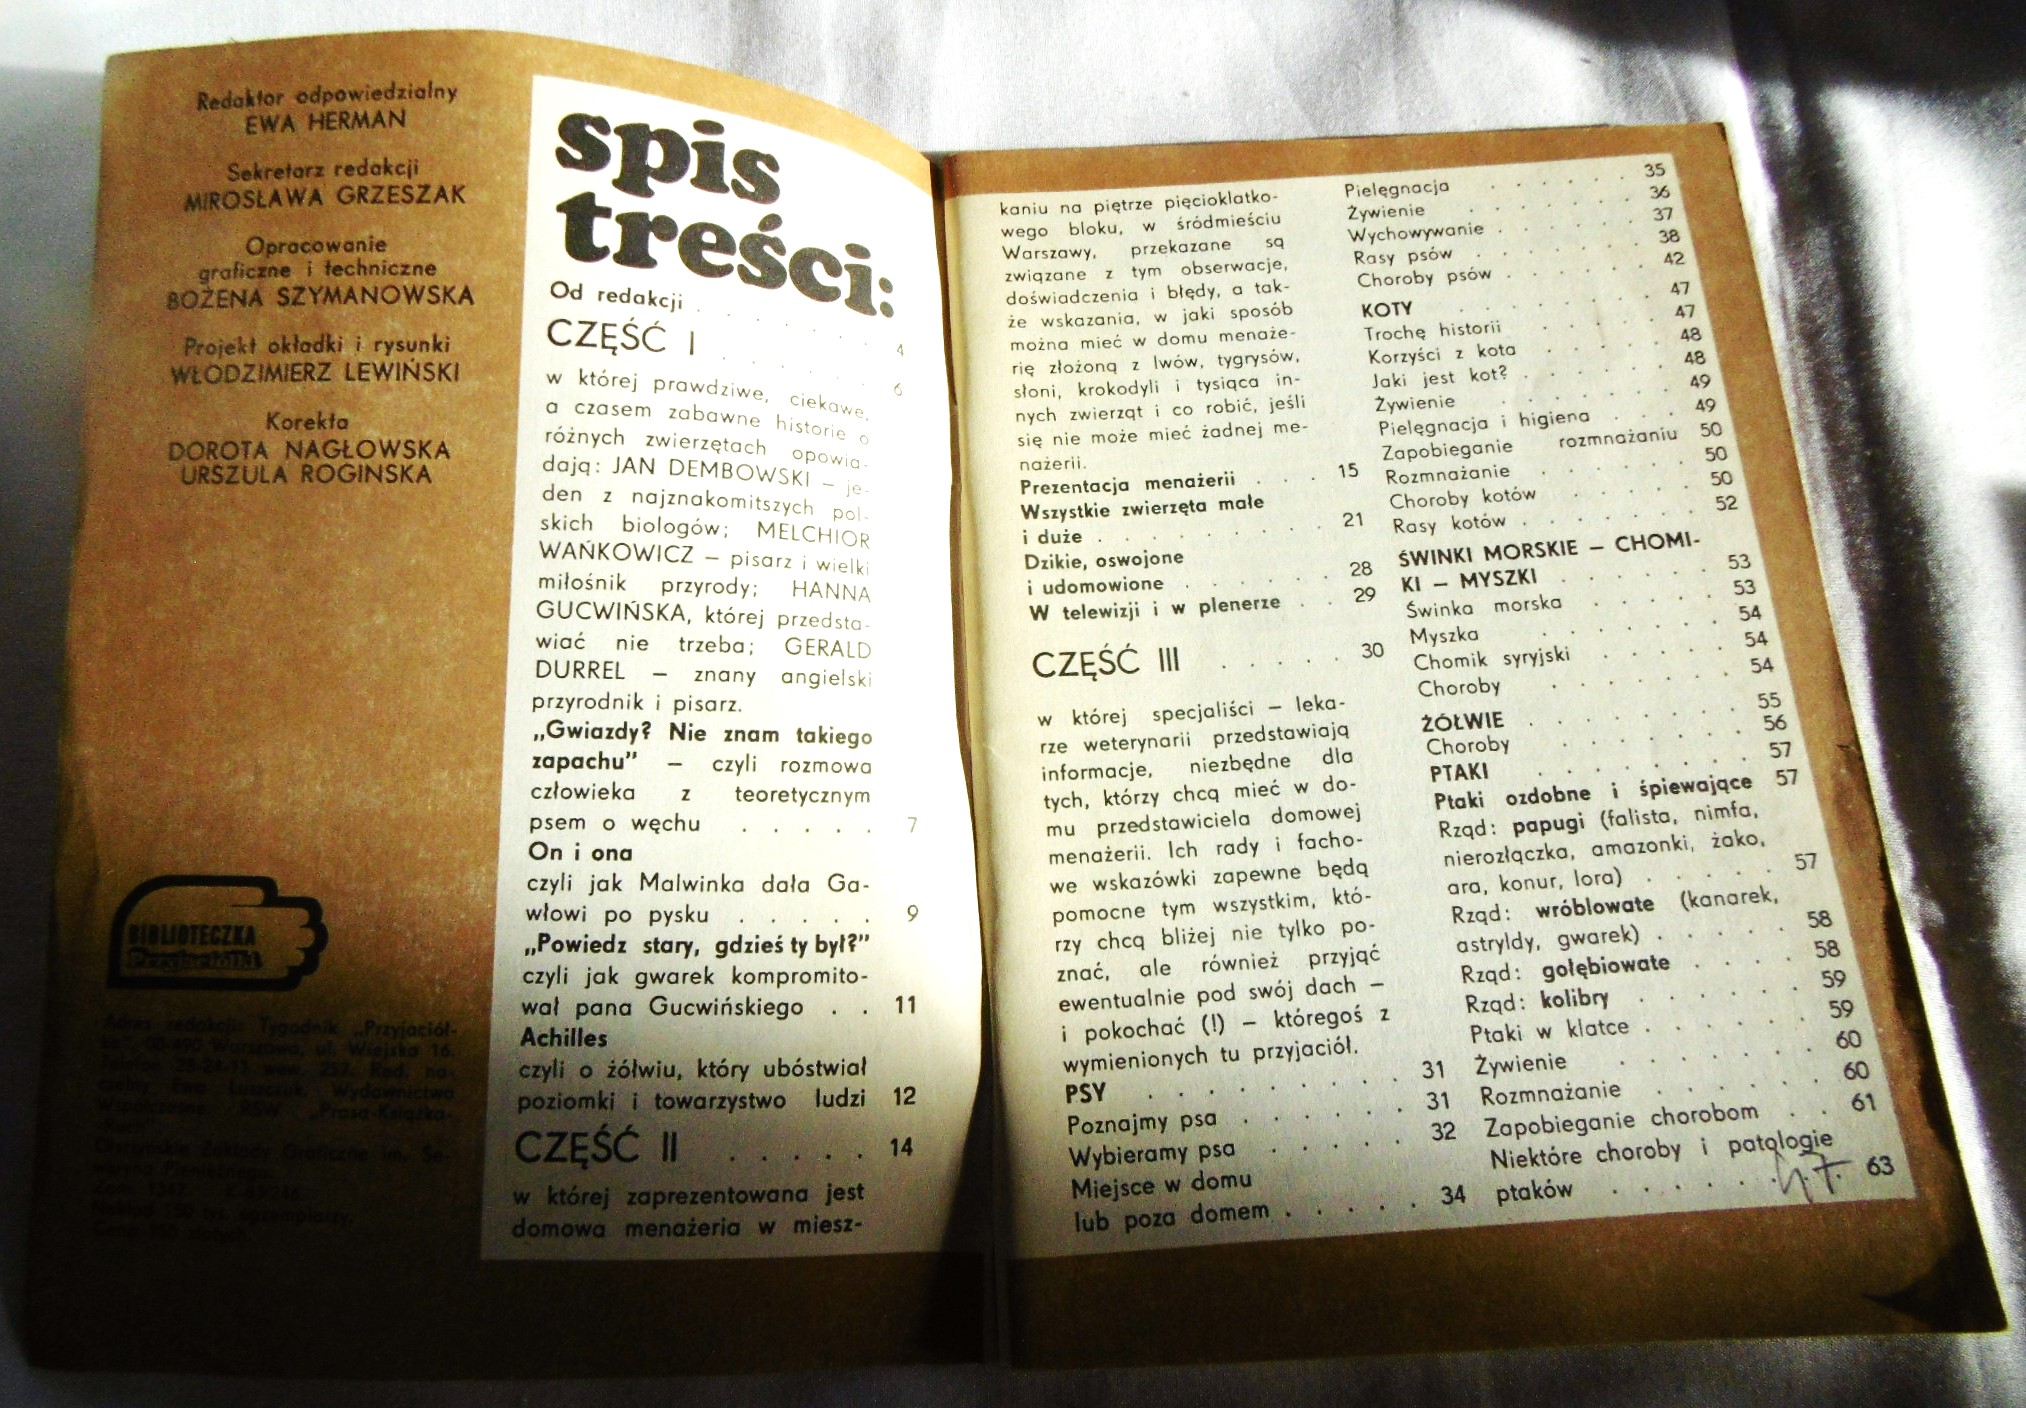 Redaktor odpowiedzialny
EWA HERMAN
Sekretarz redakcji
MIROSŁAWA GRZESZAK
Opracowanie
graficzne i techniczne
BOŻENA SZYMANOWSKA
Projekt okładki i rysunki
WŁODZIMIERZ LEWIŃSKI
Korekta
DOROTA NAGŁOWSKA
URSZULA ROGINSKA
BIBLIOTECZKA
Przyjaciółki
Adres redakcji: Tygodnik „Przyjaciół-
ka", 00-490 Warszawa, ul. Wiejska 16.
spis
treści:
Od redakcji . . . . . . 4
CZĘŚĆ I . . . . . . 6
w której prawdziwe, ciekawe,
a czasem zabawne historie o
różnych zwierzętach opowia-
dają: JAN DEMBOWSKI – je-
den z najznakomitszych pol-
skich biologów; MELCHIOR
WAŃKOWICZ – pisarz i wielki
miłośnik przyrody; HANNA
GUCWIŃSKA, której przedsta-
wiać nie trzeba; GERALD
DURREL – znany angielski
przyrodnik i pisarz.
„Gwiazdy? Nie znam takiego
zapachu" – czyli rozmowa
człowieka z teoretycznym
psem o węchu . . . . . 7
On i ona
czyli jak Malwinka dała Ga-
włowi po pysku . . . . . 9
„Powiedz stary, gdzieś ty był?"
czyli jak gwarek kompromito-
wał pana Gucwińskiego . . 11
Achilles
czyli o żółwiu, który ubóstwiał
poziomki i towarzystwo ludzi 12
CZĘŚĆ II . . . . . 14
w której zaprezentowana jest
domowa menażeria w miesz-
kaniu na piętrze pięcioklatko-
wego bloku, w śródmieściu
Warszawy, przekazane są
związane z tym obserwacje,
doświadczenia i błędy, a tak-
że wskazania, w jaki sposób
można mieć w domu menaże-
rię złożoną z lwów, tygrysów,
słoni, krokodyli i tysiąca in-
nych zwierząt i co robić, jeśli
się nie może mieć żadnej me-
nażerii.
Prezentacja menażerii . . . 15
Wszystkie zwierzęta małe
i duże . . . . . . . . 21
Dzikie, oswojone
i udomowione . . . . . . 28
W telewizji i w plenerze . . 29
CZĘŚĆ III . . . . . 30
w której specjaliści – leka-
rze weterynarii przedstawiają
informacje, niezbędne dla
tych, którzy chcą mieć w do-
mu przedstawiciela domowej
menażerii. Ich rady i facho-
we wskazówki zapewne będą
pomocne tym wszystkim, któ-
rzy chcą bliżej nie tylko po-
znać, ale również przyjąć
ewentualnie pod swój dach –
i pokochać (!) – któregoś z
wymienionych tu przyjaciół.
PSY . . . . . . . . 31
Poznajmy psa . . . . . . 31
Wybieramy psa . . . . . 32
Miejsce w domu
lub poza domem . . . . . 34
Pielęgnacja . . . . . . 35
Żywienie . . . . . . . 36
Wychowywanie . . . . . . 37
Rasy psów . . . . . . . 38
Choroby psów . . . . . . 42
KOTY . . . . . . . 47
Trochę historii . . . . . 47
Korzyści z kota . . . . . 48
Jaki jest kot? . . . . . . 48
Żywienie . . . . . . . 49
Pielęgnacja i higiena . . . 49
Zapobieganie rozmnażaniu 50
Rozmnażanie . . . . . . 50
Choroby kotów . . . . . 50
Rasy kotów . . . . . . . 52
ŚWINKI MORSKIE – CHOMI-
KI – MYSZKI . . . . . . 53
Świnka morska . . . . . 53
Myszka . . . . . . . 54
Chomik syryjski . . . . . 54
Choroby . . . . . . . 54
ŻÓŁWIE . . . . . . . . 55
Choroby . . . . . . . 56
PTAKI . . . . . . . . 57
Ptaki ozdobne i śpiewające 57
Rząd: papugi (falista, nimfa,
nierozłączka, amazonki, żako,
ara, konur, lora) . . . . . 57
Rząd: wróblowate (kanarek,
astryldy, gwarek) . . . . . 58
Rząd: gołębiowate . . . . 58
Rząd: kolibry . . . . . . 59
Ptaki w klatce . . . . . . 59
Żywienie . . . . . . . 60
Rozmnażanie . . . . . . 60
Zapobieganie chorobom . . 61
Niektóre choroby i patologie
ptaków . . . . . . . . 63
47